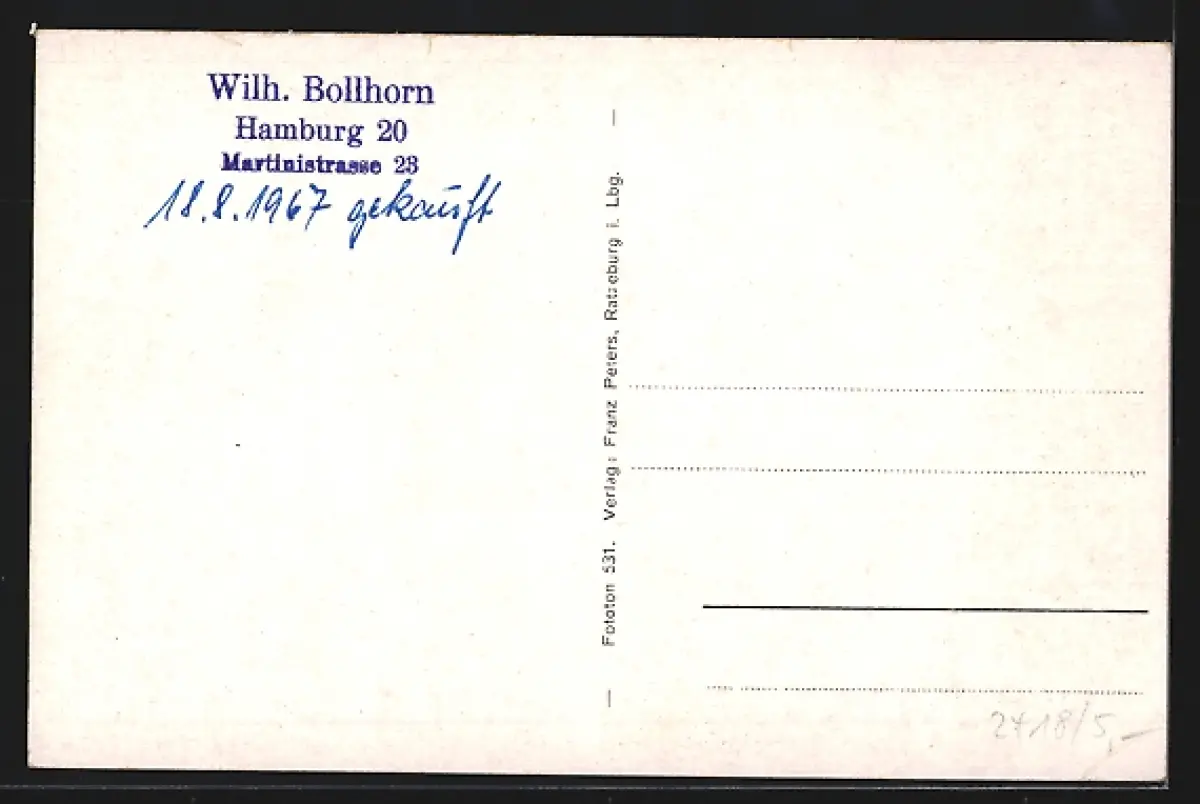 Wilh. Bollhorn
Hamburg 20
Martinistrasse 23
18.8.1967 gekauft
Fototon 531. Verlag: Franz Peters, Ratzeburg i. Lbg.
2418/5,-